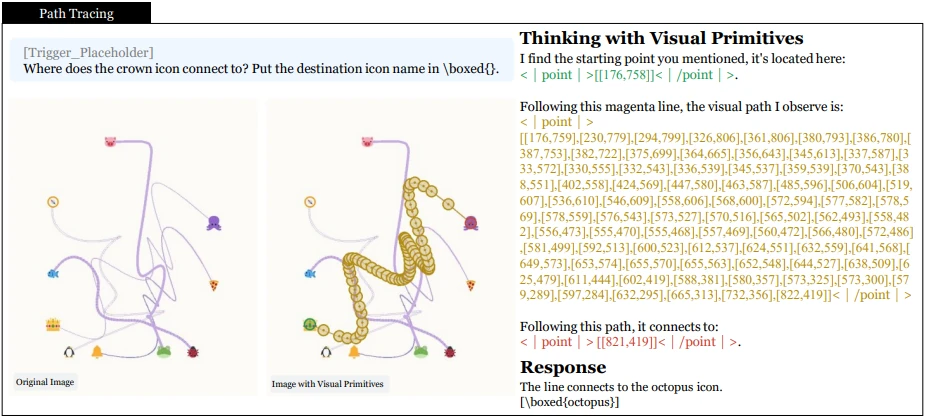 Path Tracing
[Trigger_Placeholder]
Where does the crown icon connect to? Put the destination icon name in \boxed{}.
Original Image
Image with Visual Primitives
Thinking with Visual Primitives
I find the starting point you mentioned, it's located here:
< | point | >[[176,758]]< | /point | >.
Following this magenta line, the visual path I observe is:
< | point | >
[[176,759],[230,779],[294,799],[326,806],[361,806],[380,793],[386,780],[
387,753],[382,722],[375,699],[364,665],[356,643],[345,613],[337,587],[3
33,572],[330,555],[332,543],[336,539],[345,537],[359,539],[370,543],[38
8,551],[402,558],[424,569],[447,580],[463,587],[485,596],[506,604],[519,
607],[536,610],[546,609],[558,606],[568,600],[572,594],[577,582],[578,5
69],[578,559],[576,543],[573,527],[570,516],[565,502],[562,493],[558,48
2],[556,473],[555,470],[555,468],[557,469],[560,472],[566,480],[572,486]
,[581,499],[592,513],[600,523],[612,537],[624,551],[632,559],[641,568],[
649,573],[653,574],[655,570],[655,563],[652,548],[644,527],[638,509],[6
25,479],[611,444],[602,419],[588,381],[580,357],[573,325],[573,300],[57
9,289],[597,284],[632,295],[665,313],[732,356],[822,419]]< | /point | >
Following this path, it connects to:
< | point | >[[821,419]]< | /point | >.
Response
The line connects to the octopus icon.
[\boxed{octopus}]